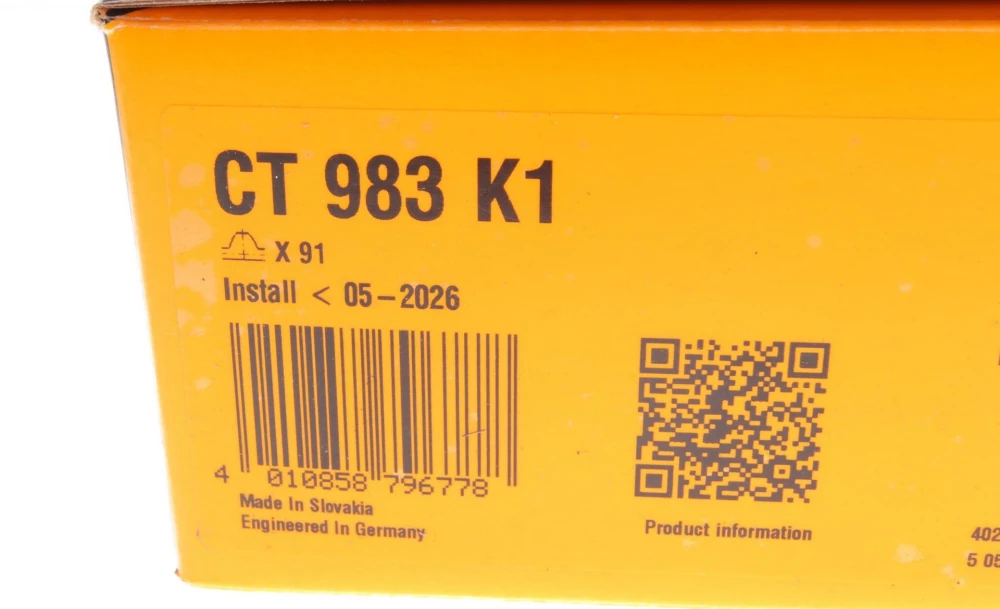 CT 983 K1
X 91
Install < 05-2026
4 010858 796778
Made In Slovakia
Engineered In Germany
Product information
402
5 05